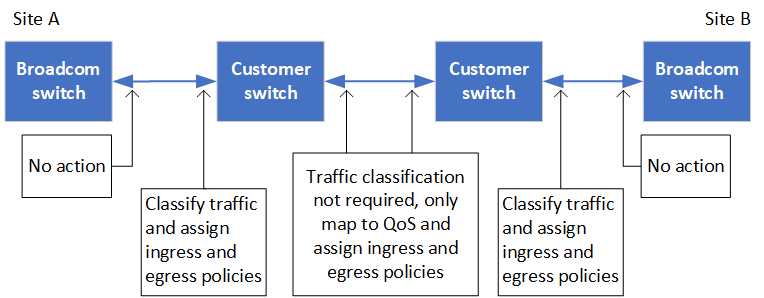 Site A
Site B
Broadcom
switch
Customer
switch
Customer
switch
Broadcom
switch
No action
Classify traffic
and assign
ingress and
egress policies
Traffic classification
not required, only
map to QoS and
assign ingress and
egress policies
Classify traffic
and assign
ingress and
egress policies
No action